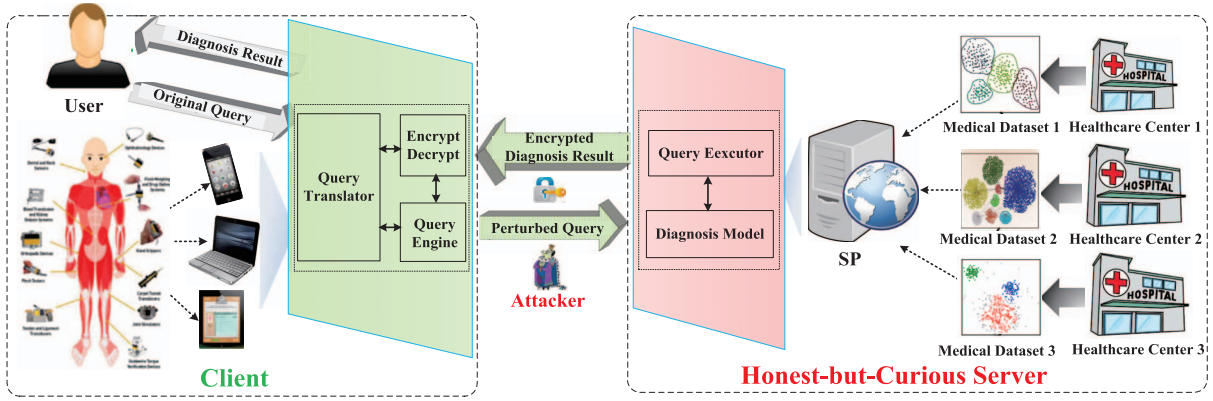 User
Diagnosis Result
Original Query
Query
Translator
Encrypt
Decrypt
Query
Engine
Client
Encrypted
Diagnosis Result
Perturbed Query
Attacker
Query Eexcutor
Diagnosis Model
Honest-but-Curious Server
SP
Medical Dataset 1
HOSPITAL
Healthcare Center 1
Medical Dataset 2
HOSPITAL
Healthcare Center 2
Medical Dataset 3
HOSPITAL
Healthcare Center 3